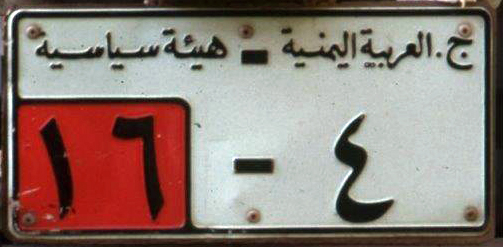 ج. العربية اليمنية - هيئة سياسية
٤ - ١٦